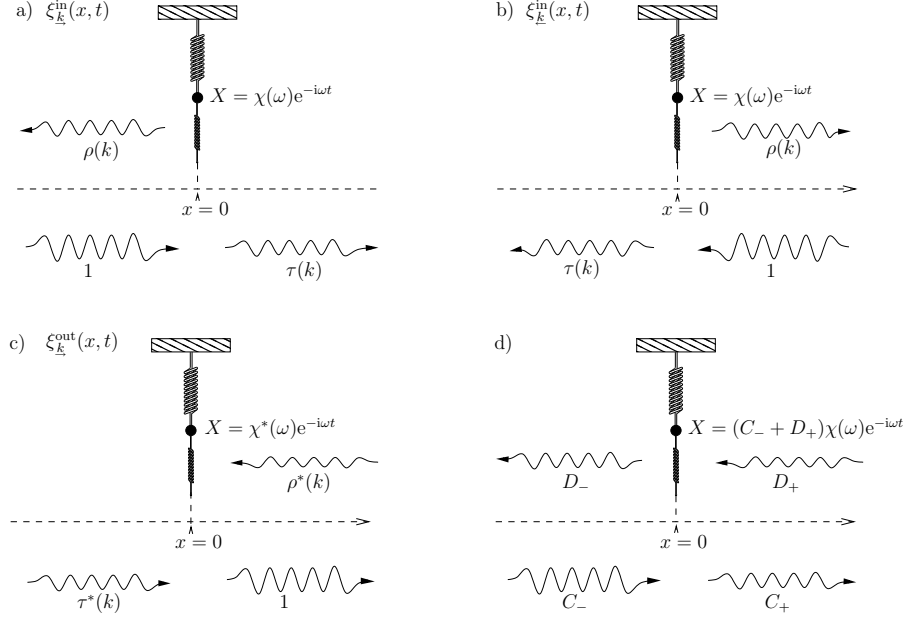 a) ξ^in_k→(x, t)
X = χ(ω)e^{−iωt}
ρ(k)
x = 0
1
τ(k)
b) ξ^in_k←(x, t)
X = χ(ω)e^{−iωt}
ρ(k)
x = 0
τ(k)
1
c) ξ^out_k→(x, t)
X = χ*(ω)e^{−iωt}
ρ*(k)
x = 0
τ*(k)
1
d)
X = (C₋ + D₊)χ(ω)e^{−iωt}
D₋
D₊
x = 0
C₋
C₊